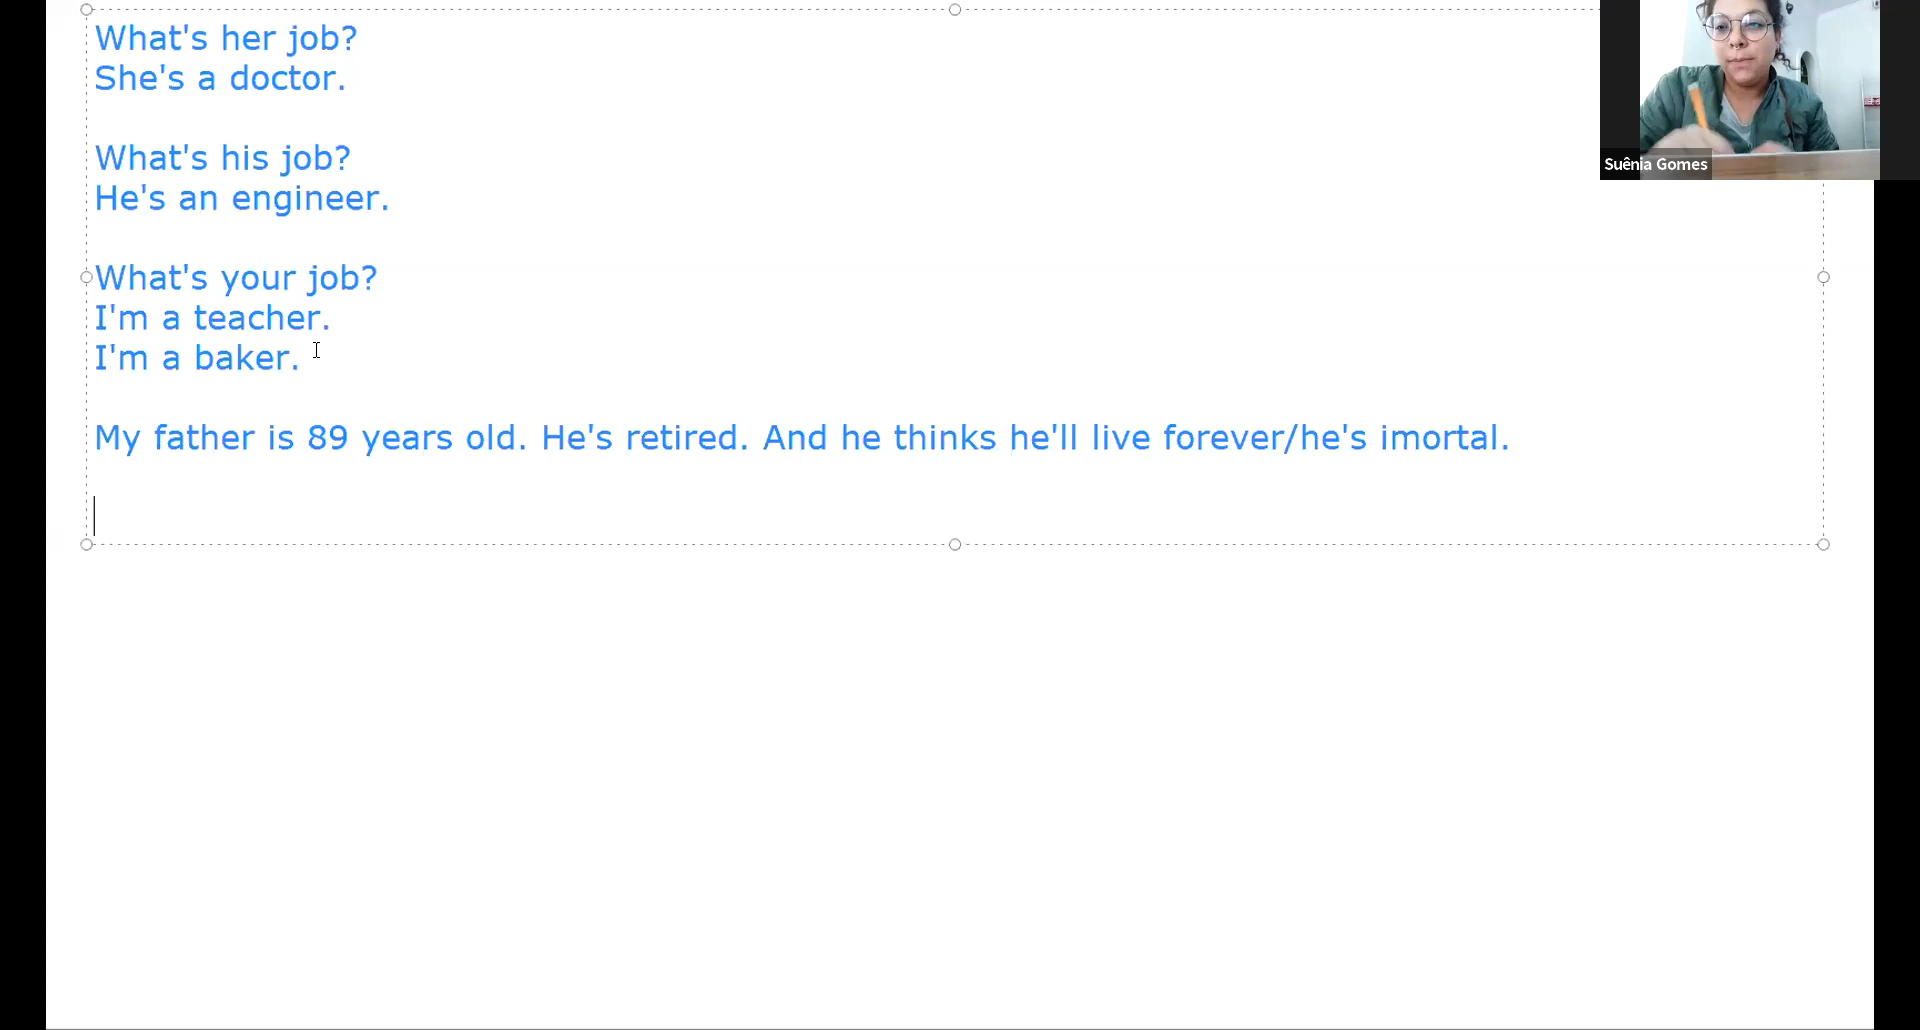 What's her job?
She's a doctor.
What's his job?
He's an engineer.
What's your job?
I'm a teacher.
I'm a baker.
My father is 89 years old. He's retired. And he thinks he'll live forever/he's imortal.
Suênia Gomes